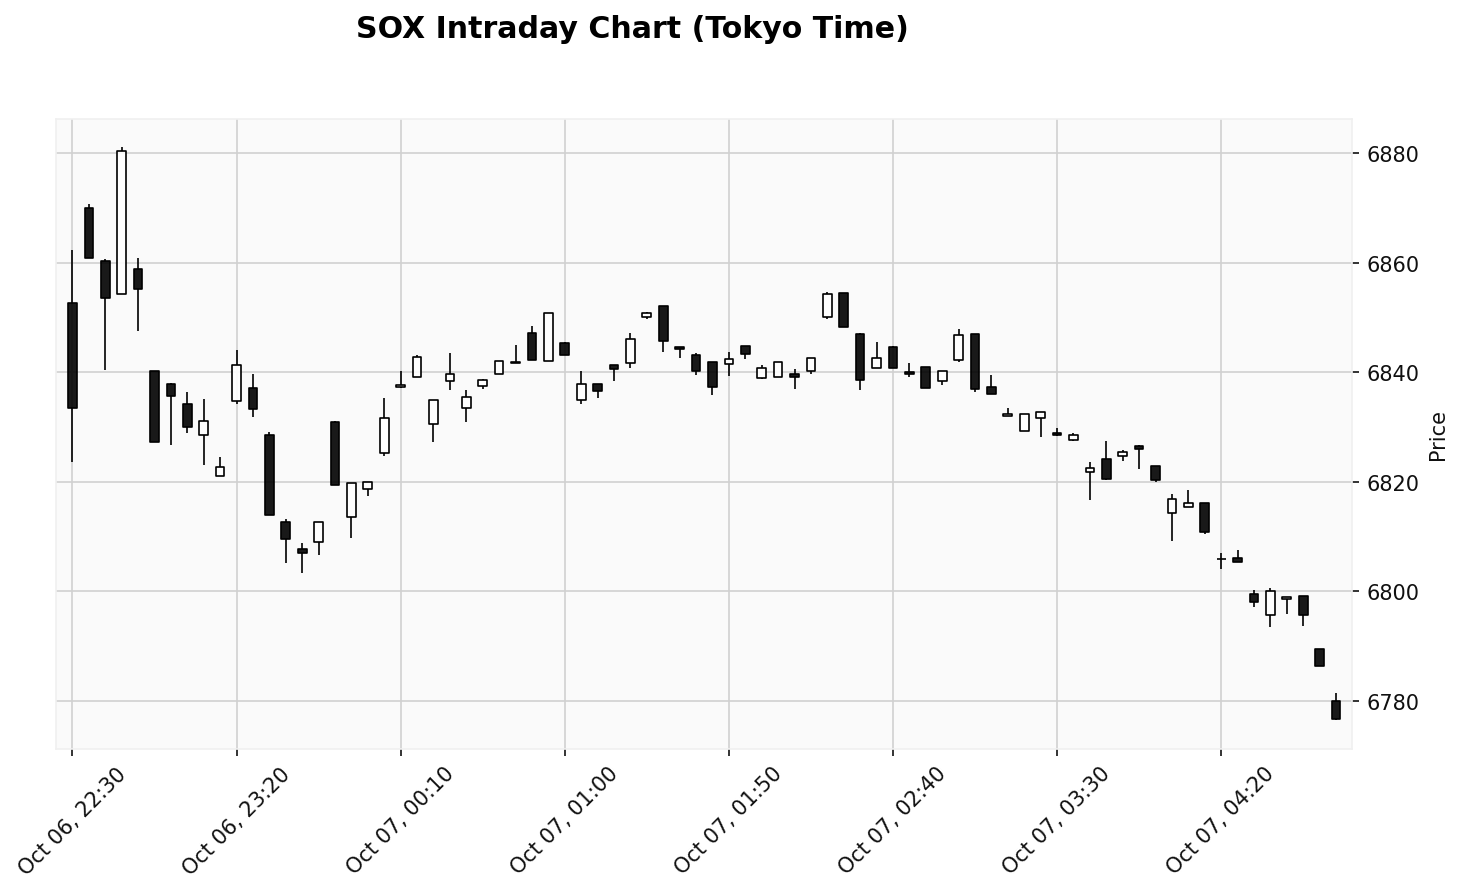 SOX Intraday Chart (Tokyo Time)
6880
6860
6840
6820
6800
6780
Price
Oct 06, 22:30
Oct 06, 23:20
Oct 07, 00:10
Oct 07, 01:00
Oct 07, 01:50
Oct 07, 02:40
Oct 07, 03:30
Oct 07, 04:20